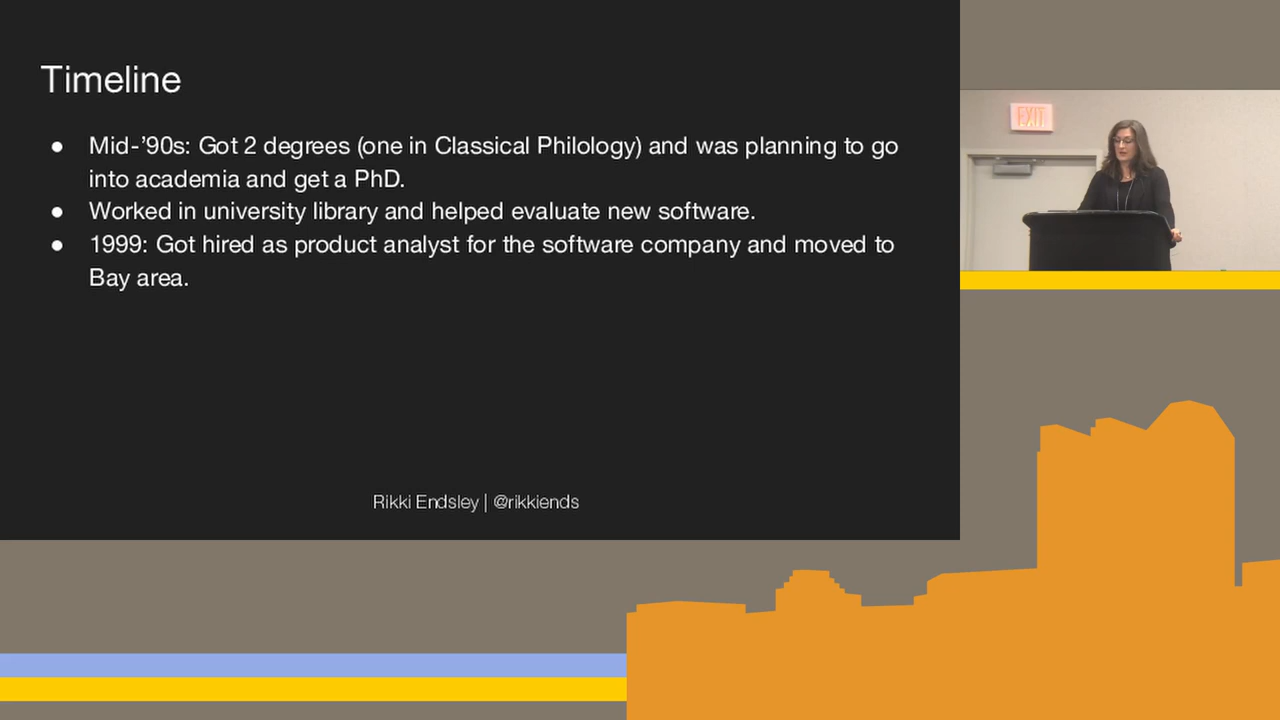 Timeline
● Mid-’90s: Got 2 degrees (one in Classical Philology) and was planning to go
into academia and get a PhD.
● Worked in university library and helped evaluate new software.
● 1999: Got hired as product analyst for the software company and moved to
Bay area.
Rikki Endsley | @rikkiends
EXIT